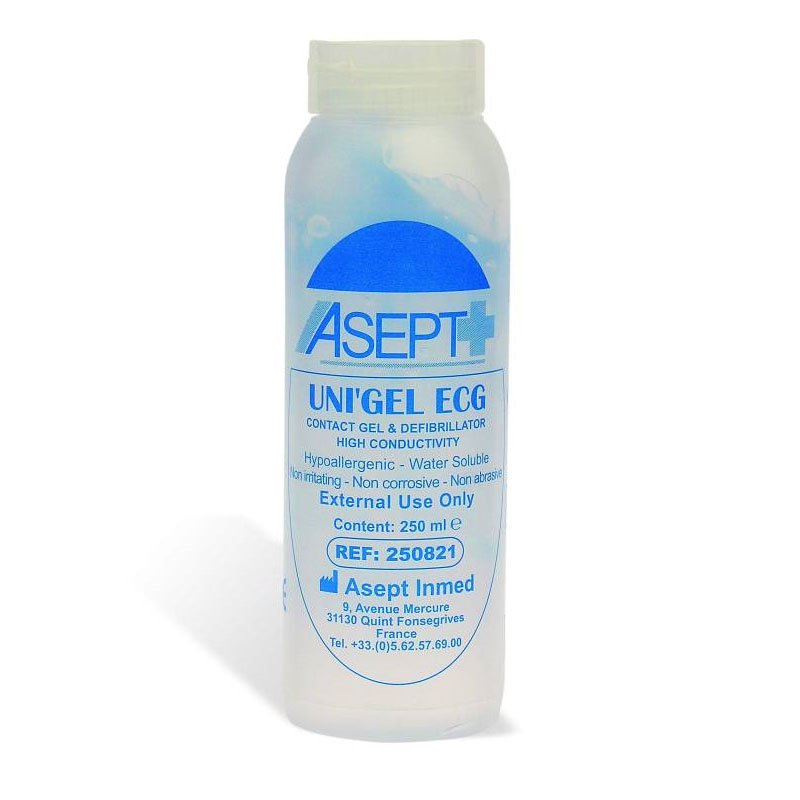 ASEPT
UNI'GEL ECG
CONTACT GEL & DEFIBRILLATOR
HIGH CONDUCTIVITY
Hypoallergenic - Water Soluble
Non irritating - Non corrosive - Non abrasive
External Use Only
Content: 250 ml ℮
REF: 250821
Asept Inmed
9, Avenue Mercure
31130 Quint Fonsegrives
France
Tel. +33.(0)5.62.57.69.00